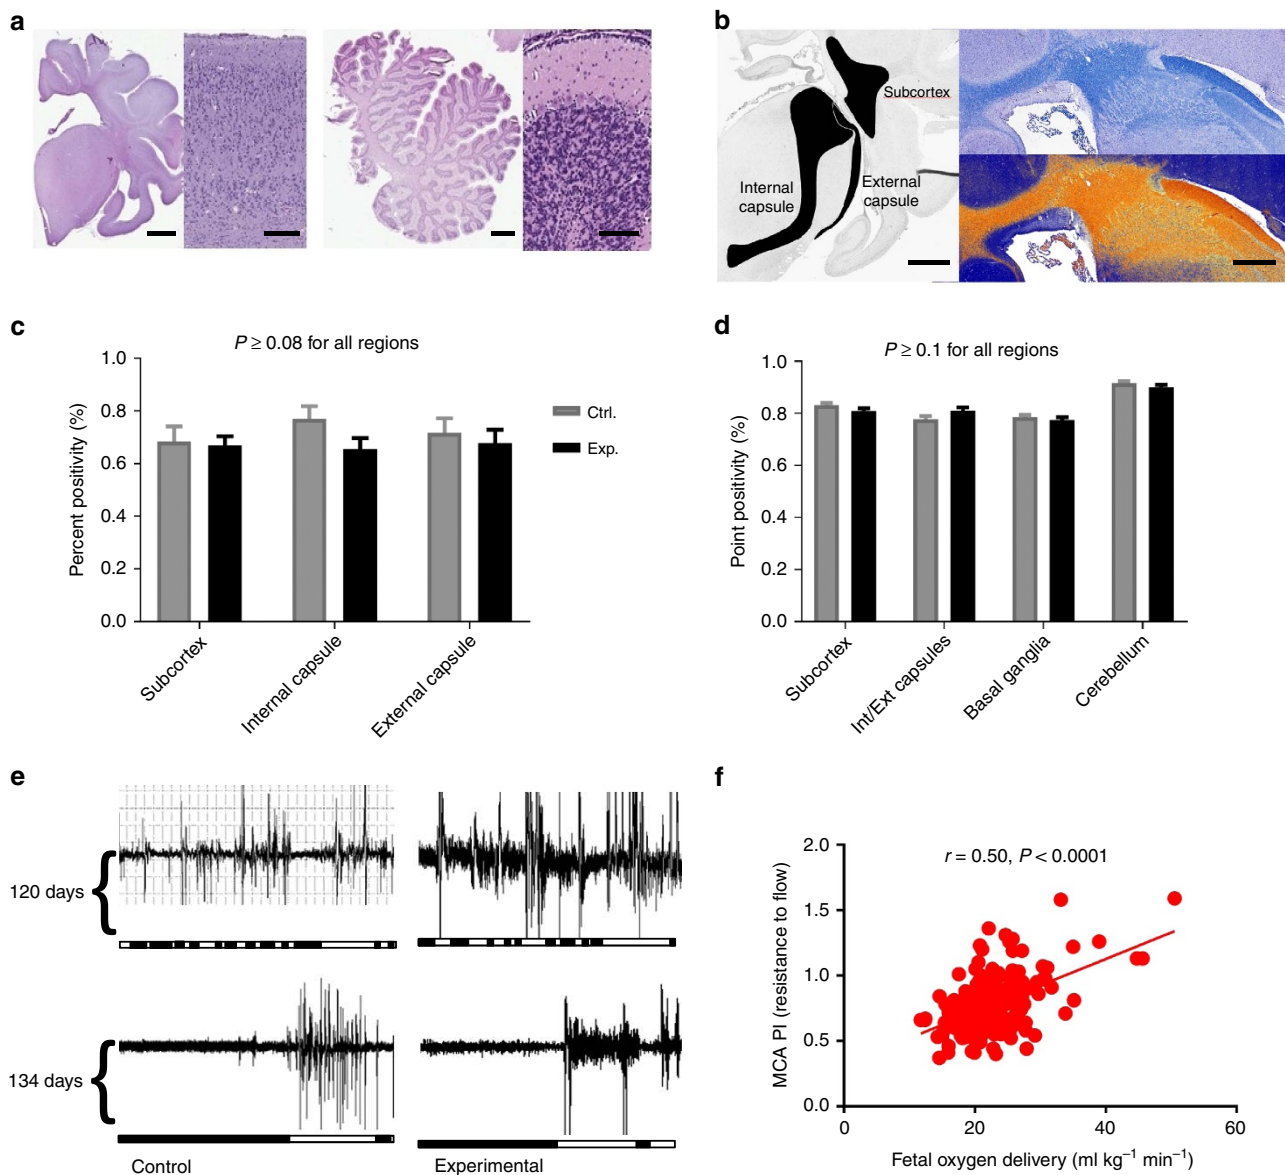 a
b
Subcortex
Internal
capsule
External
capsule
c
P ≥ 0.08 for all regions
Percent positivity (%)
1.0
0.8
0.6
0.4
0.2
0.0
Subcortex
Internal capsule
External capsule
Ctrl.
Exp.
d
P ≥ 0.1 for all regions
Point positivity (%)
1.0
0.8
0.6
0.4
0.2
0.0
Subcortex
Int/Ext capsules
Basal ganglia
Cerebellum
e
120 days
134 days
Control
Experimental
f
r = 0.50, P < 0.0001
MCA PI (resistance to flow)
2.0
1.5
1.0
0.5
0.0
0
20
40
60
Fetal oxygen delivery (ml kg⁻¹ min⁻¹)